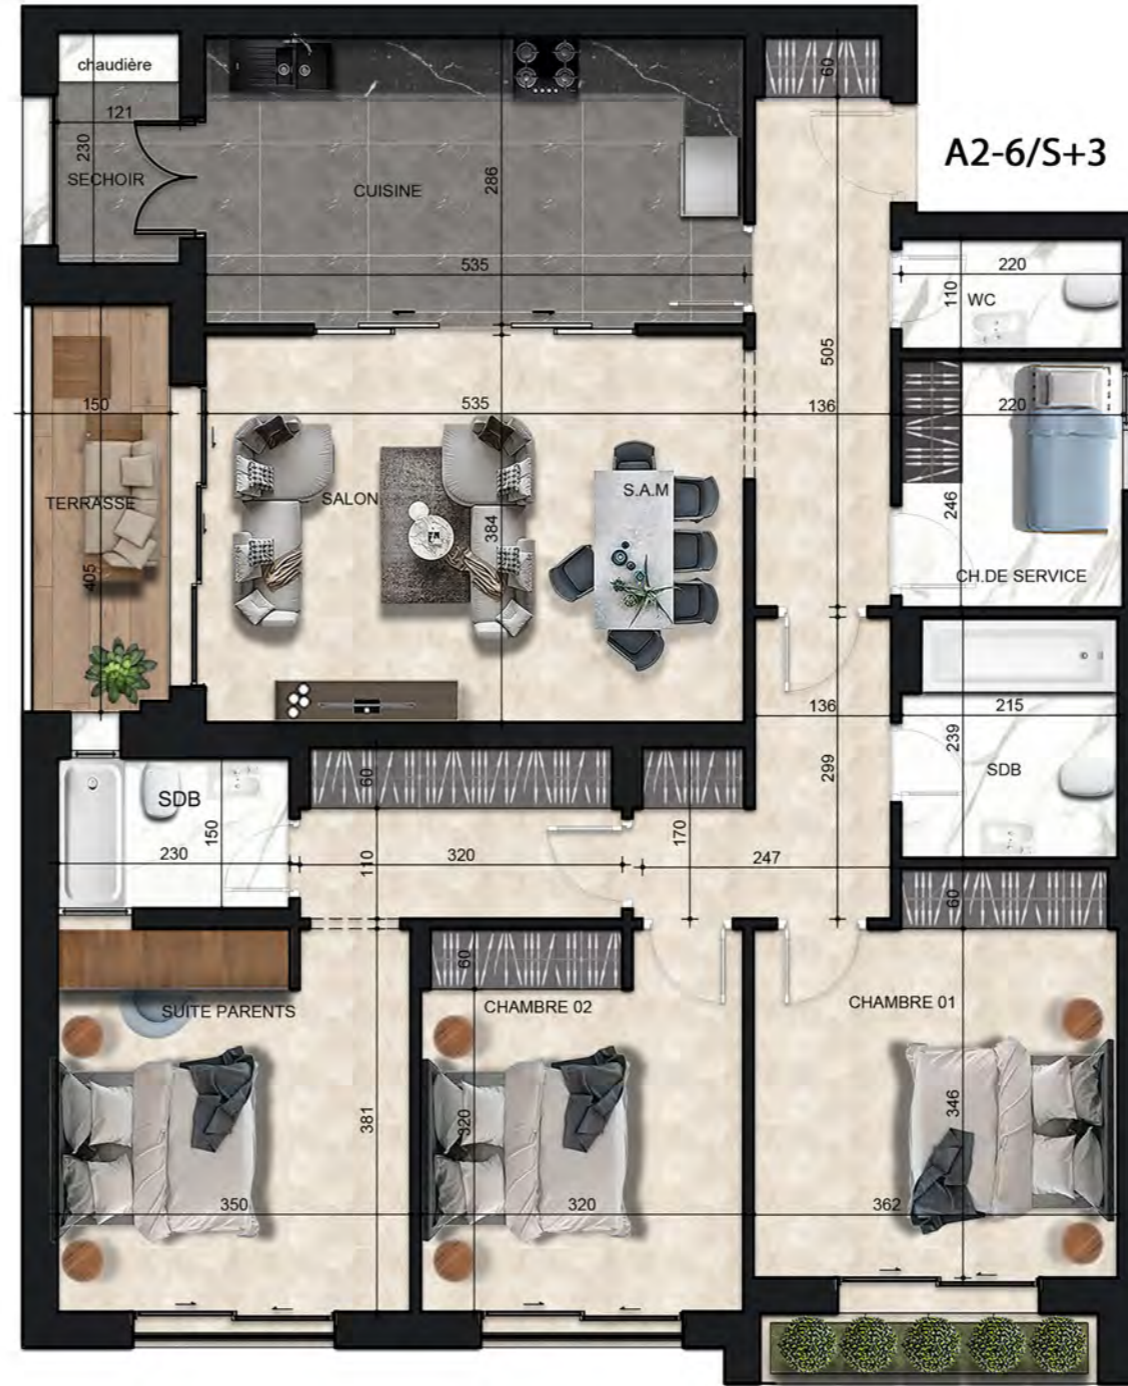 chaudière
60
121
A2-6/S+3
230
SECHOIR
CUISINE
286
535
220
110
WC
505
150
535
136
220
TERRASSE
SALON
S.A.M
384
246
405
CH.DE SERVICE
136
215
239
299
SDB
60
SDB
150
170
230
110
320
247
60
60
SUITE PARENTS
CHAMBRE 02
CHAMBRE 01
381
320
346
350
320
362